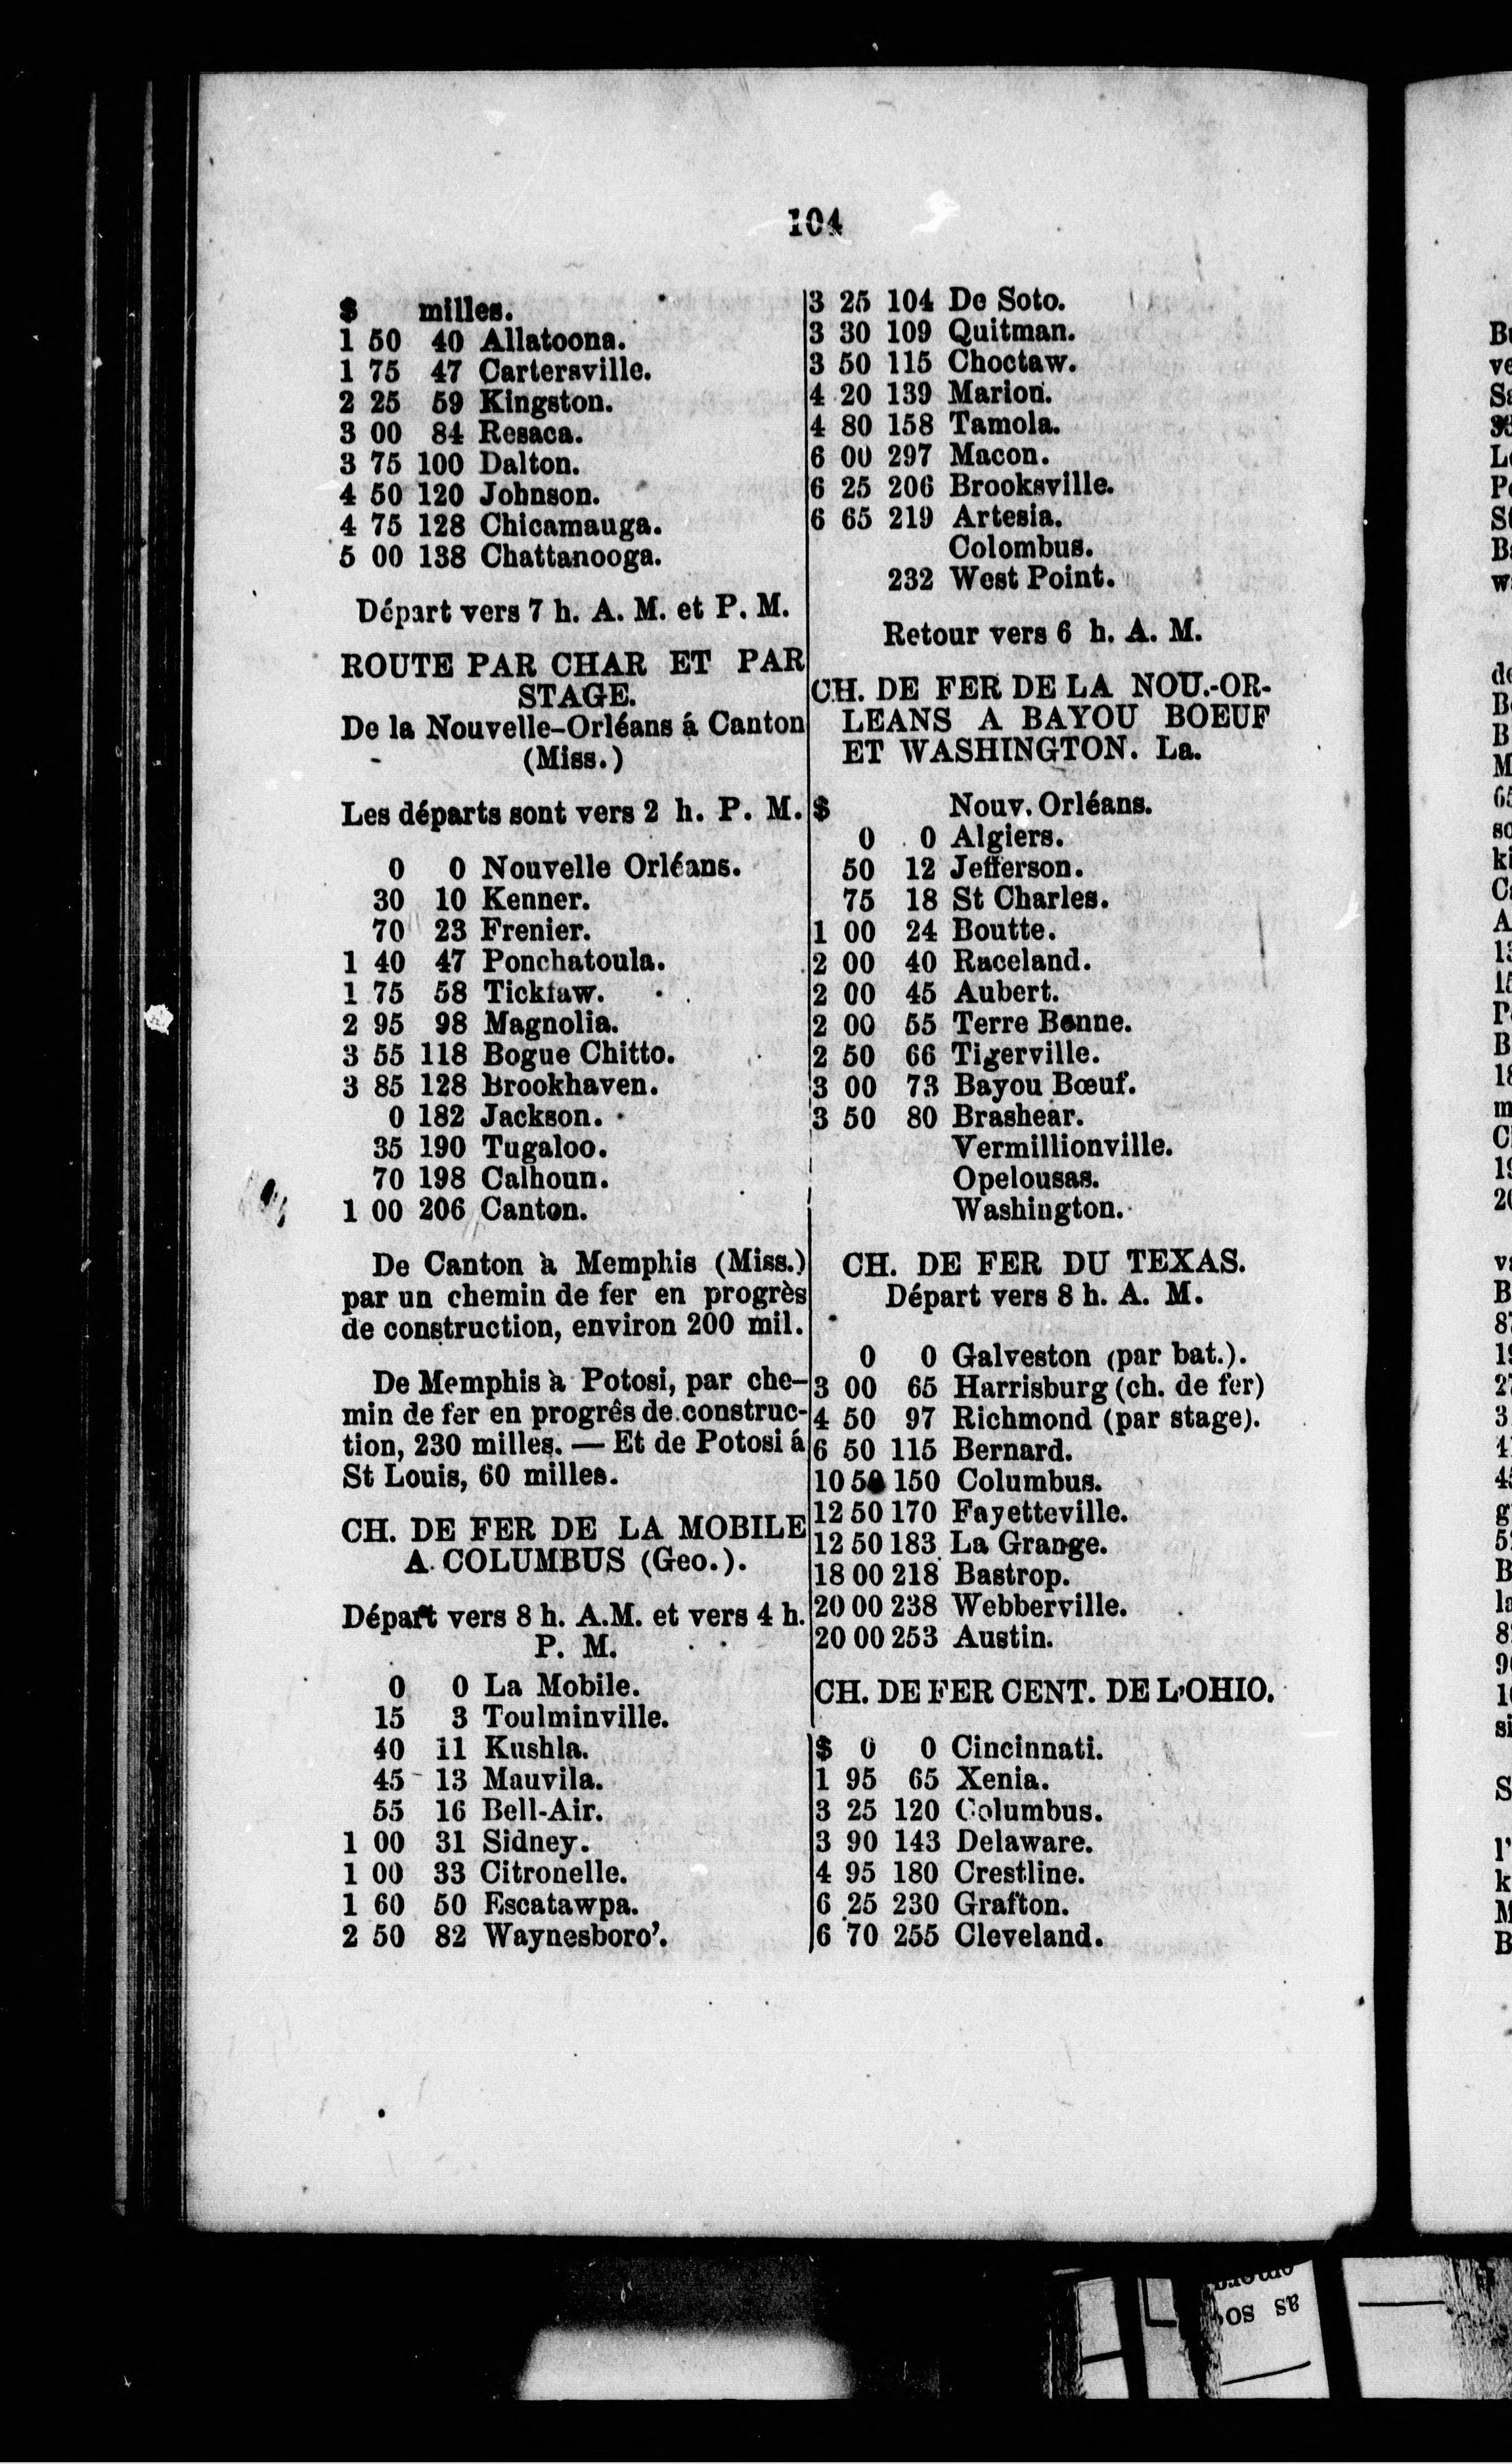 104
$ milles.
1 50 40 Allatoona.
1 75 47 Cartersville.
2 25 59 Kingston.
3 00 84 Resaca.
3 75 100 Dalton.
4 50 120 Johnson.
4 75 128 Chicamauga.
5 00 138 Chattanooga.
Départ vers 7 h. A. M. et P. M.
ROUTE PAR CHAR ET PAR
STAGE.
De la Nouvelle-Orléans á Canton
(Miss.)
Les départs sont vers 2 h. P. M.
0 0 Nouvelle Orléans.
30 10 Kenner.
70 23 Frenier.
1 40 47 Ponchatoula.
1 75 58 Tickfaw.
2 95 98 Magnolia.
3 55 118 Bogue Chitto.
3 85 128 Brookhaven.
0 182 Jackson.
35 190 Tugaloo.
70 198 Calhoun.
1 00 206 Canton.
De Canton à Memphis (Miss.)
par un chemin de fer en progrès
de construction, environ 200 mil.
De Memphis à Potosi, par che-
min de fer en progrês de construc-
tion, 230 milles. — Et de Potosi á
St Louis, 60 milles.
CH. DE FER DE LA MOBILE
A COLUMBUS (Geo.).
Départ vers 8 h. A.M. et vers 4 h.
P. M.
0 0 La Mobile.
15 3 Toulminville.
40 11 Kushla.
45 13 Mauvila.
55 16 Bell-Air.
1 00 31 Sidney.
1 00 33 Citronelle.
1 60 50 Escatawpa.
2 50 82 Waynesboro'.
3 25 104 De Soto.
3 30 109 Quitman.
3 50 115 Choctaw.
4 20 139 Marion.
4 80 158 Tamola.
6 00 297 Macon.
6 25 206 Brooksville.
6 65 219 Artesia.
Colombus.
232 West Point.
Retour vers 6 h. A. M.
CH. DE FER DE LA NOU.-OR-
LEANS A BAYOU BOEUF
ET WASHINGTON. La.
$ Nouv. Orléans.
0 0 Algiers.
50 12 Jefferson.
75 18 St Charles.
1 00 24 Boutte.
2 00 40 Raceland.
2 00 45 Aubert.
2 00 55 Terre Bonne.
2 50 66 Tigerville.
3 00 73 Bayou Bœuf.
3 50 80 Brashear.
Vermillionville.
Opelousas.
Washington.
CH. DE FER DU TEXAS.
Départ vers 8 h. A. M.
0 0 Galveston (par bat.).
3 00 65 Harrisburg (ch. de fer)
4 50 97 Richmond (par stage).
6 50 115 Bernard.
10 50 150 Columbus.
12 50 170 Fayetteville.
12 50 183 La Grange.
18 00 218 Bastrop.
20 00 238 Webberville.
20 00 253 Austin.
CH. DE FER CENT. DE L'OHIO.
$ 0 0 Cincinnati.
1 95 65 Xenia.
3 25 120 Columbus.
3 90 143 Delaware.
4 95 180 Crestline.
6 25 230 Grafton.
6 70 255 Cleveland.